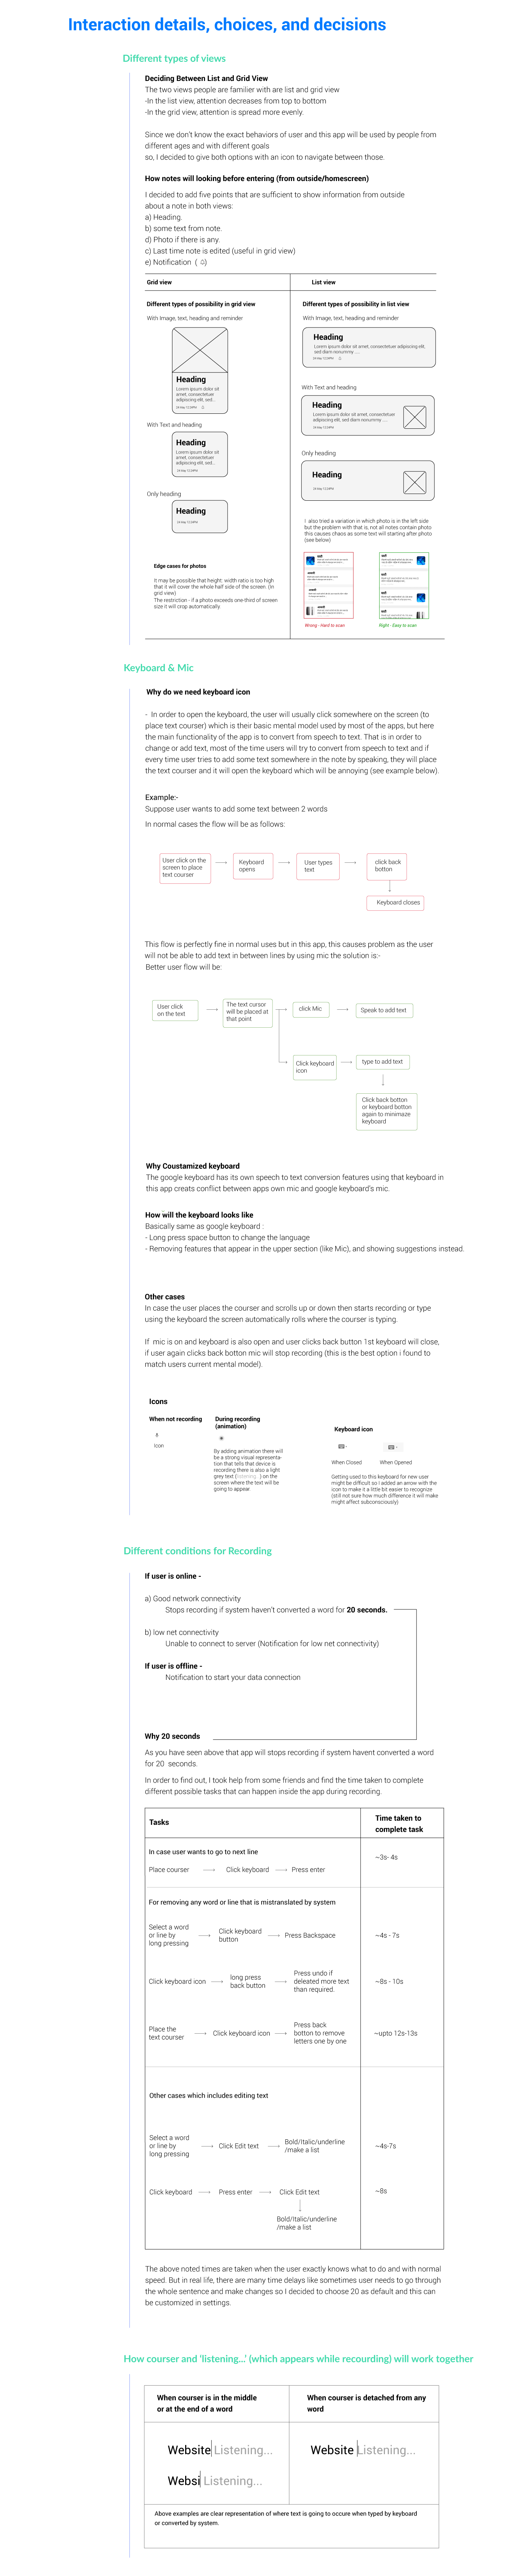 Interaction details, choices, and decisions
Different types of views
Deciding Between List and Grid View
The two views people are familier with are list and grid view
-In the list view, attention decreases from top to bottom
-In the grid view, attention is spread more evenly.
Since we don't know the exact behaviors of user and this app will be used by people from
different ages and with different goals
so, I decided to give both options with an icon to navigate between those.
How notes will looking before entering (from outside/homescreen)
I decided to add five points that are sufficient to show information from outside
about a note in both views:
a) Heading.
b) some text from note.
d) Photo if there is any.
c) Last time note is edited (useful in grid view)
e) Notification ( )
Grid view
List view
Different types of possibility in grid view
Different types of possibility in list view
With Image, text, heading and reminder
With Image, text, heading and reminder
Heading
Lorem ipsum dolor sit amet, consectetuer adipiscing elit,
sed diam nonummy ....
24 May 12:24PM
Heading
Lorem ipsum dolor sit
amet, consectetuer
adipiscing elit, sed..
24 May 12:24PM
With Text and heading
Heading
Lorem ipsum dolor sit amet, consectetuer
adipiscing elit, sed diam nonummy ...
24 May 12:24PM
With Text and heading
Heading
Lorem ipsum dolor sit
amet, consectetuer
adipiscing elit, sed..
24 May 12:24PM
Only heading
Heading
24 May 12:24PM
Only heading
Heading
24 May 12:24PM
I also tried a variation in which photo is in the left side
but the problem with that is, not all notes contain photo
this causes chaos as some text will starting after photo
(see below)
Edge cases for photos
it may be possible that height: width ratio is too high
that it will cover the whole half side of the screen (in
grid view)
The restriction - if a photo exceeds one-third of screen
size it will crop automatically.
Wrong - Hard to scan
Right - Easy to scan
Keyboard & Mic
Why do we need keyboard icon
- In order to open the keyboard, the user will usually click somewhere on the screen (to
place text courser) which is their basic mental model used by most of the apps, but here
the main functionality of the app is to convert from speech to text. That is in order to
change or add text, most of the time users will try to convert from speech to text and if
every time user tries to add some text somewhere in the note by speaking, they will place
the text courser and it will open the keyboard which will be annoying (see example below).
Example:-
Suppose user wants to add some text between 2 words
In normal cases the flow will be as follows:
User click on the
screen to place
text courser
Keyboard
opens
User types
text
click back
botton
Keyboard closes
This flow is perfectly fine in normal uses but in this app, this causes problem as the user
will not be able to add text in between lines by using mic the solution is:-
Better user flow will be:
User click
on the text
The text cursor
will be placed at
that point
click Mic
Speak to add text
Click keyboard
icon
type to add text
Click back botton
or keyboard botton
again to minimaze
keyboard
Why Coustamized keyboard
The google keyboard has its own speech to text conversion features using that keyboard in
this app creats confilct between apps own mic and google keyboard's mic.
How will the keyboard looks like
Basically same as google keyboard :
- Long press space button to change the language
- Removing features that appear in the upper section (like Mic), and showing suggestions instead.
Other cases
In case the user places the courser and scrolls up or down then starts recording or type
using the keyboard the screen automatically rolls where the courser is typing.
If mic is on and keyboard is also open and user clicks back button 1st keyboard will close,
if user again clicks back botton mic will stop recording (this is the best option i found to
match users current mental model).
Icons
When not recording
Icon
During recording
(animation)
By adding animation there will
be a strong visual representa-
tion that tells that device is
recording there is also a light
grey text (listening...) on the
screen where the text will be
going to appear.
Keyboard icon
When Closed
When Opened
Getting used to this keyboard for new user
might be difficult so I added an arrow with the
icon to make it a little bit easier to recognize
(still not sure how much difference it will make
might affect subconsciously)
Different conditions for Recording
If user is online -
a) Good network connectivity
Stops recording if system haven't converted a word for 20 seconds.
b) low net connectivity
Unable to connect to server (Notification for low net connectivity)
If user is offline -
Notification to start your data connection
Why 20 seconds
As you have seen above that app will stops recording if system havent converted a word
for 20 seconds.
In order to find out, I took help from some friends and find the time taken to complete
different possible tasks that can happen inside the app during recording.
Tasks
Time taken to
complete task
In case user wants to go to next line
Place courser
Click keyboard
Press enter
~3s- 4s
For removing any word or line that is mistranslated by system
Select a word
or line by
long pressing
Click keyboard
button
Press Backspace
~4s - 7s
Click keyboard icon
long press
back button
Press undo if
deleated more text
than required.
~8s - 10s
Place the
text courser
Click keyboard icon
Press back
botton to remove
letters one by one
~upto 12s-13s
Other cases which includes editing text
Select a word
or line by
long pressing
Click Edit text
Bold/Italic/underline
/make a list
~4s-7s
Click keyboard
Press enter
Click Edit text
~8s
Bold/Italic/underline
/make a list
The above noted times are taken when the user exactly knows what to do and with normal
speed. But in real life, there are many time delays like sometimes user needs to go through
the whole sentence and make changes so I decided to choose 20 as default and this can
be customized in settings.
How courser and 'listening...' (which appears while recourding) will work together
When courser is in the middle
or at the end of a word
When courser is detached from any
word
Website Listening...
Website Listening...
Websi Listening...
Above examples are clear representation of where text is going to occure when typed by keyboard
or converted by system.